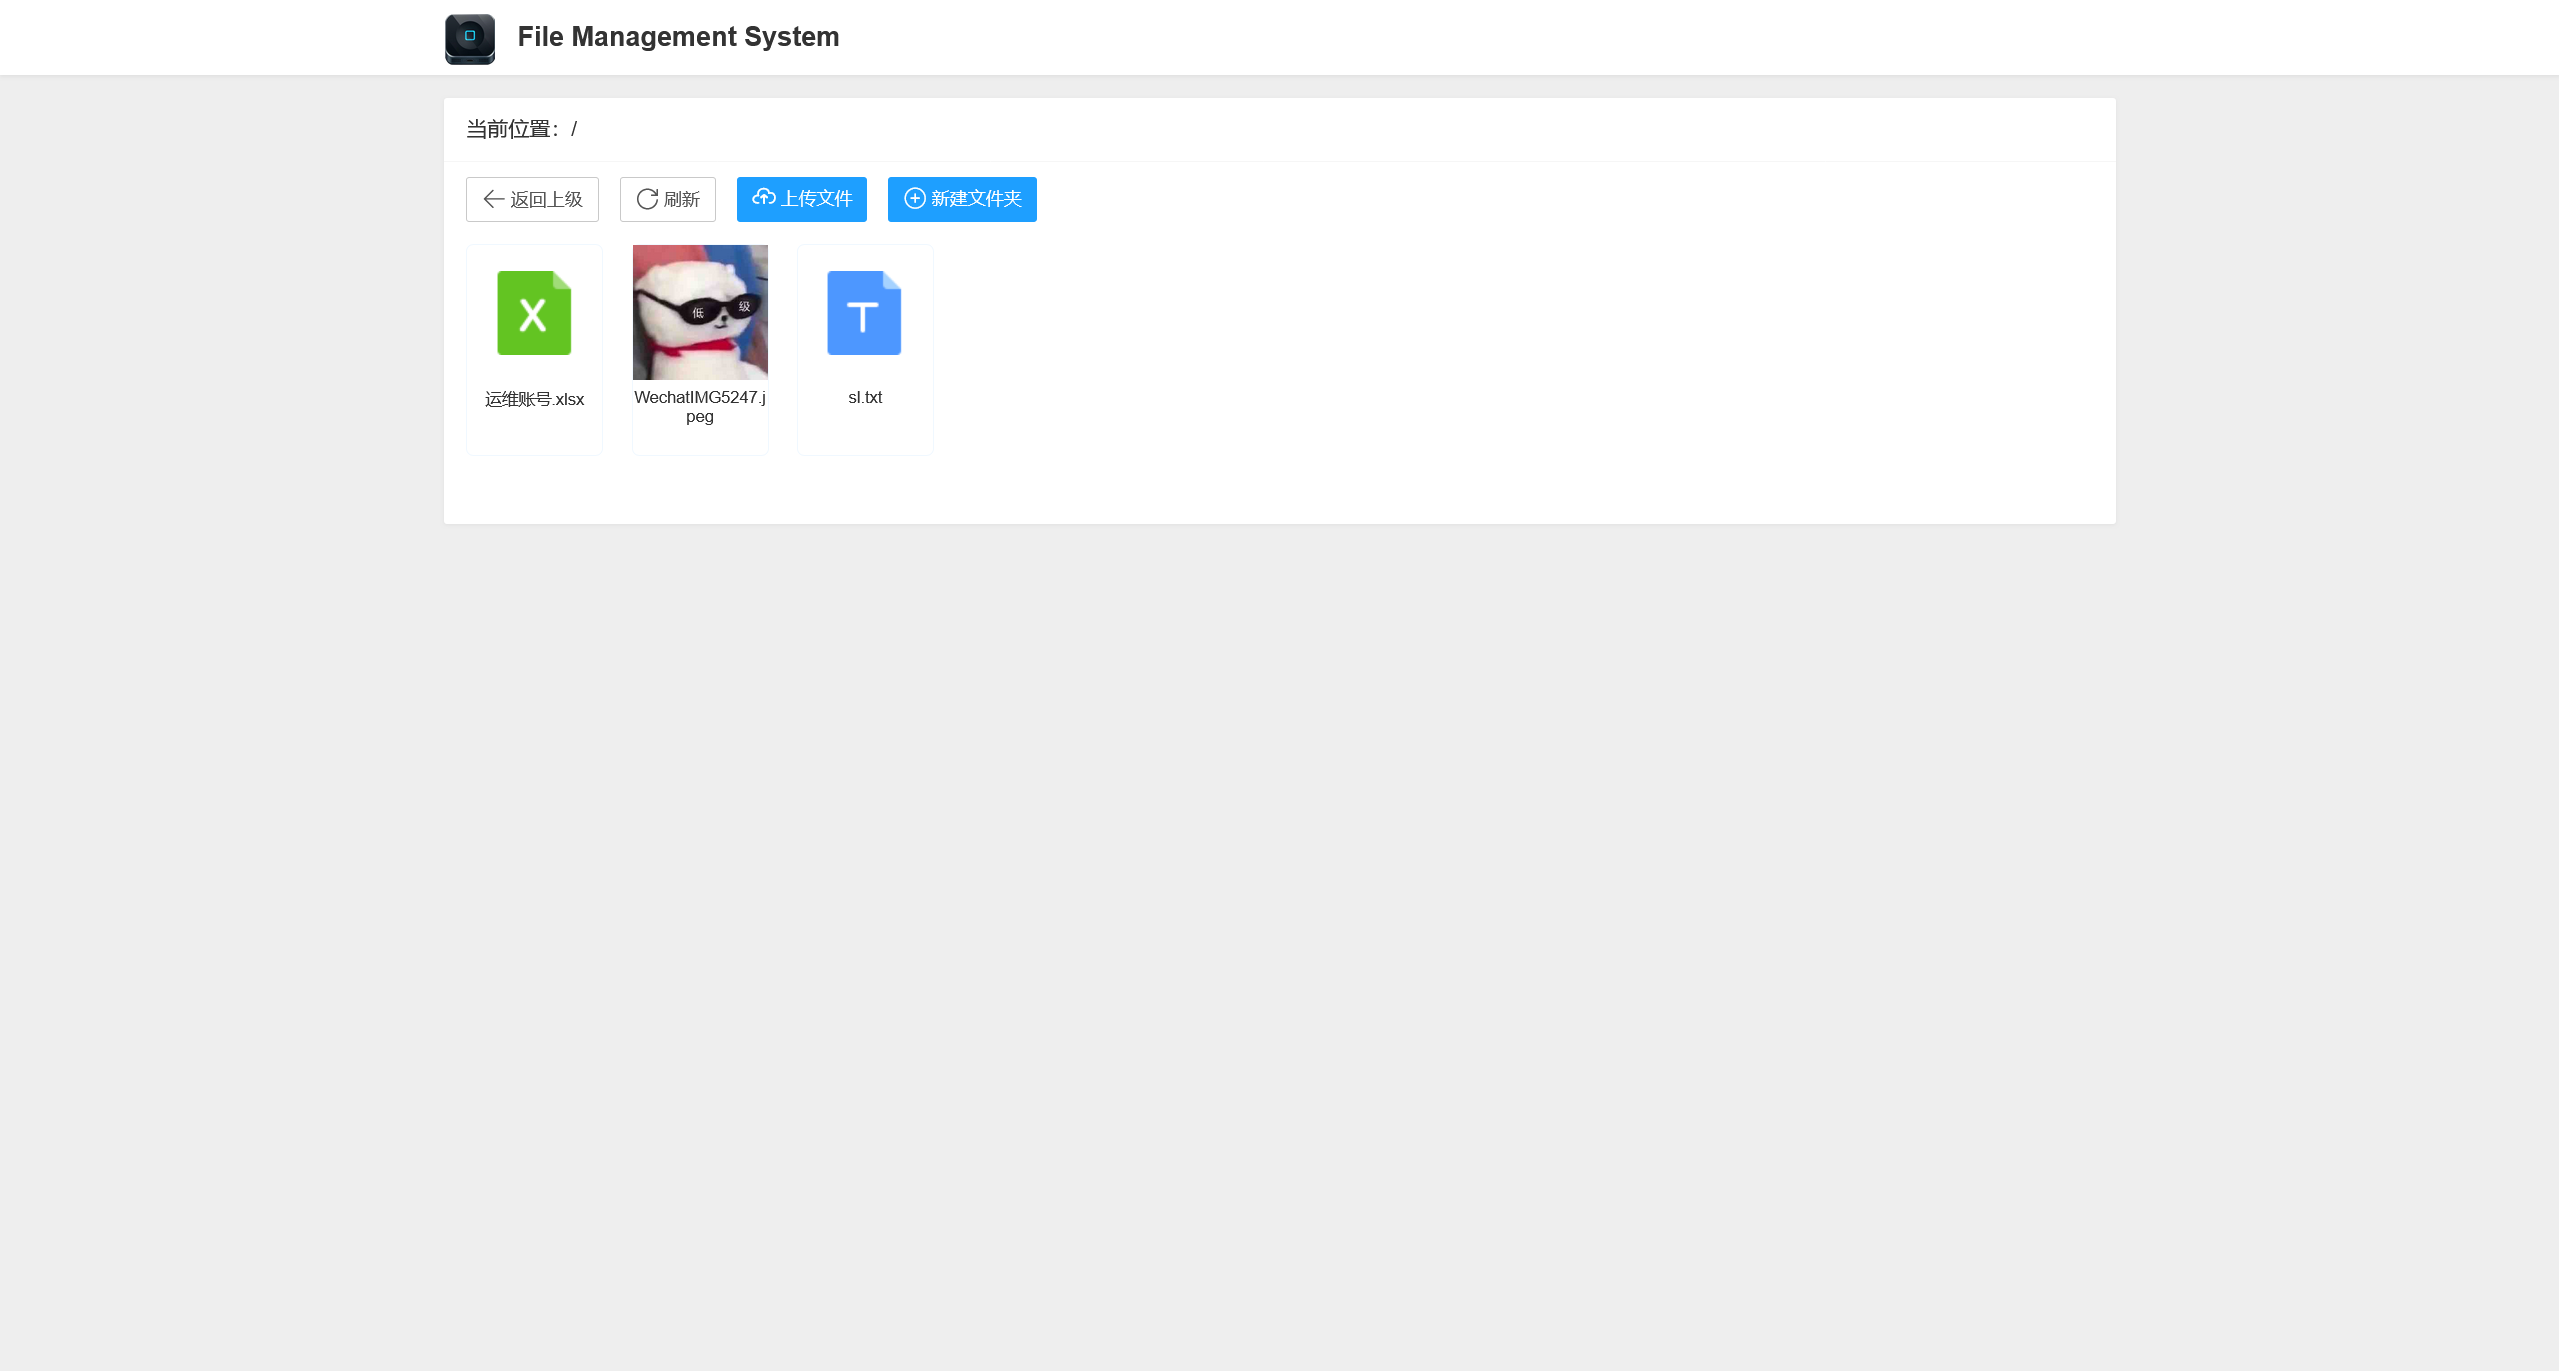 File Management System
当前位置：/
返回上级
刷新
上传文件
新建文件夹
低 级
运维账号.xlsx
WechatIMG5247.j
peg
sl.txt